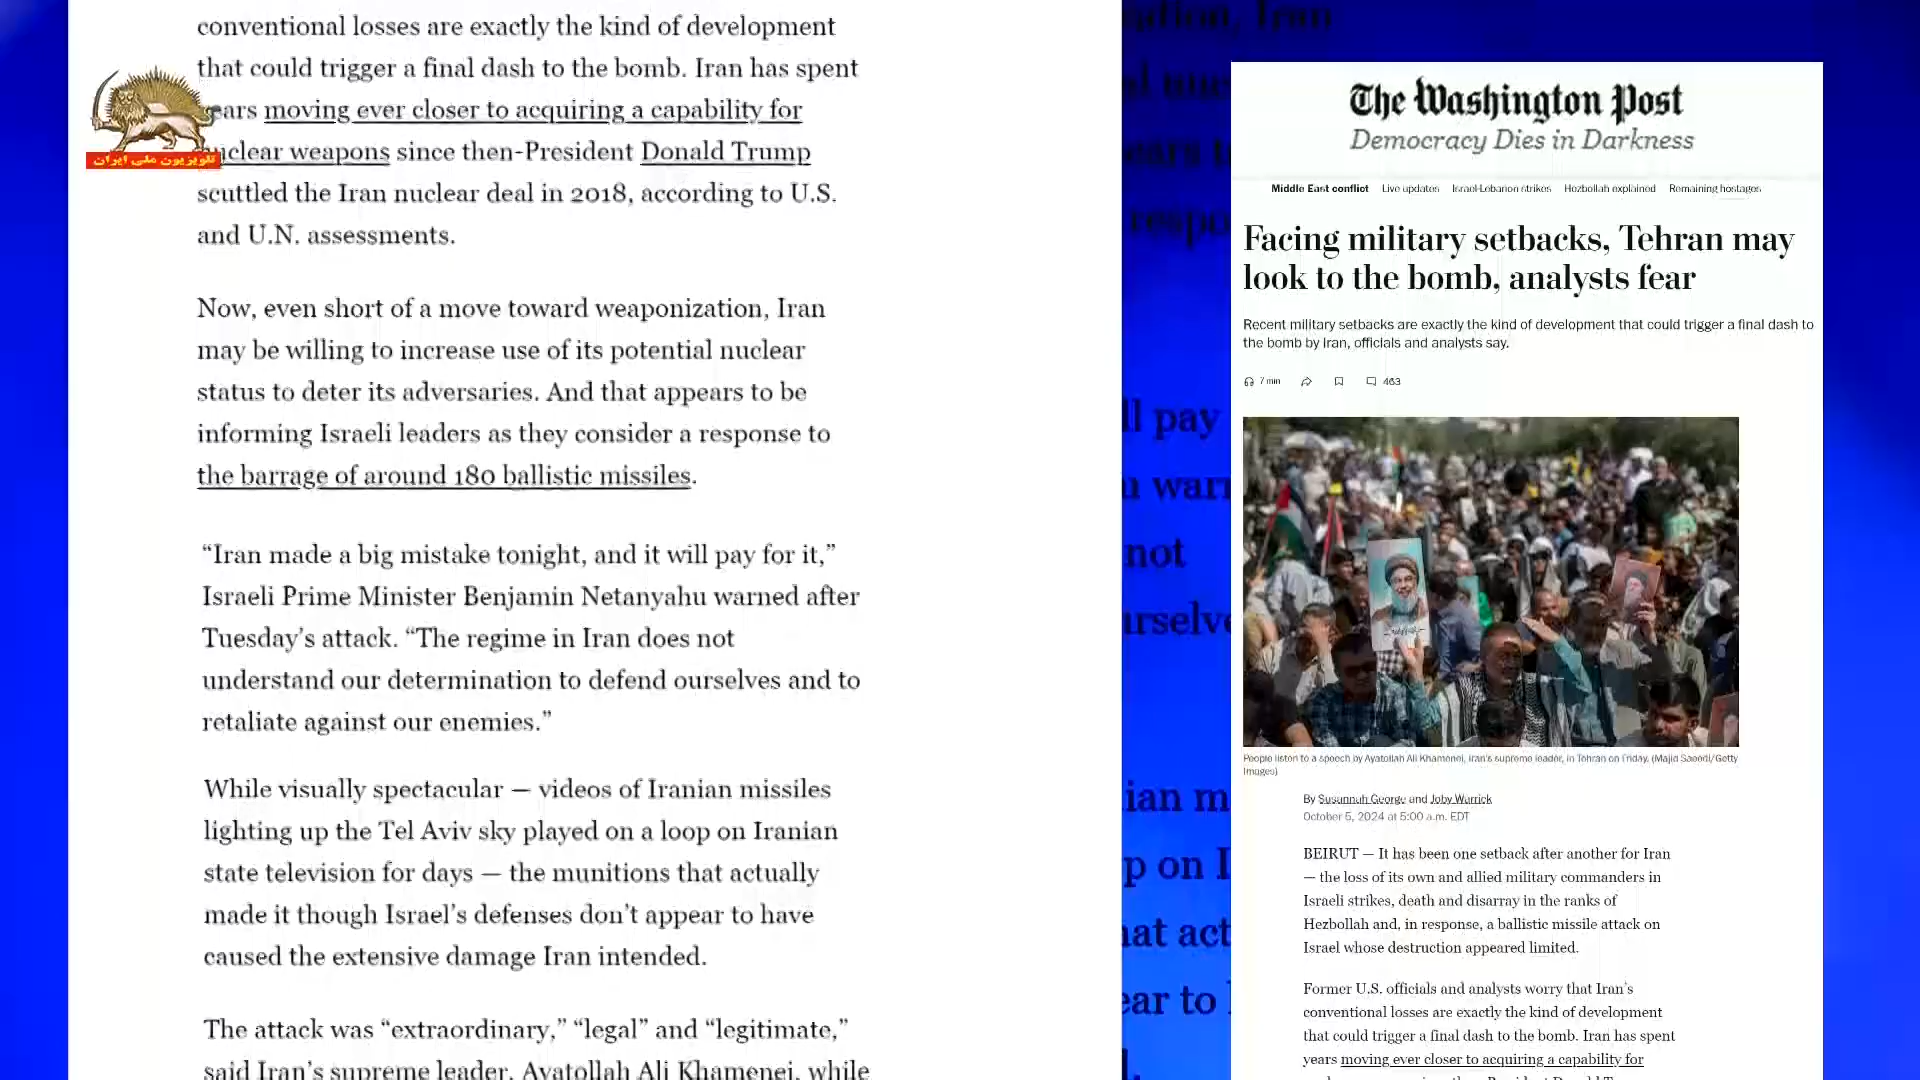 conventional losses are exactly the kind of development
that could trigger a final dash to the bomb. Iran has spent
years moving ever closer to acquiring a capability for
nuclear weapons since then-President Donald Trump
scuttled the Iran nuclear deal in 2018, according to U.S.
and U.N. assessments.
Now, even short of a move toward weaponization, Iran
may be willing to increase use of its potential nuclear
status to deter its adversaries. And that appears to be
informing Israeli leaders as they consider a response to
the barrage of around 180 ballistic missiles.
“Iran made a big mistake tonight, and it will pay for it,”
Israeli Prime Minister Benjamin Netanyahu warned after
Tuesday’s attack. “The regime in Iran does not
understand our determination to defend ourselves and to
retaliate against our enemies.”
While visually spectacular — videos of Iranian missiles
lighting up the Tel Aviv sky played on a loop on Iranian
state television for days — the munitions that actually
made it though Israel’s defenses don’t appear to have
caused the extensive damage Iran intended.
The attack was “extraordinary,” “legal” and “legitimate,”
said Iran’s supreme leader, Ayatollah Ali Khamenei, while
تلویزیون ملی ایران
The Washington Post
Democracy Dies in Darkness
Middle East conflict Live updates Israel-Lebanon strikes Hezbollah explained Remaining hostages
Facing military setbacks, Tehran may
look to the bomb, analysts fear
Recent military setbacks are exactly the kind of development that could trigger a final dash to
the bomb by Iran, officials and analysts say.
7 min 463
People listen to a speech by Ayatollah Ali Khamenei, Iran's supreme leader, in Tehran on Friday. (Majid Saeedi/Getty
Images)
By Susannah George and Joby Warrick
October 5, 2024 at 5:00 a.m. EDT
BEIRUT — It has been one setback after another for Iran
— the loss of its own and allied military commanders in
Israeli strikes, death and disarray in the ranks of
Hezbollah and, in response, a ballistic missile attack on
Israel whose destruction appeared limited.
Former U.S. officials and analysts worry that Iran’s
conventional losses are exactly the kind of development
that could trigger a final dash to the bomb. Iran has spent
years moving ever closer to acquiring a capability for